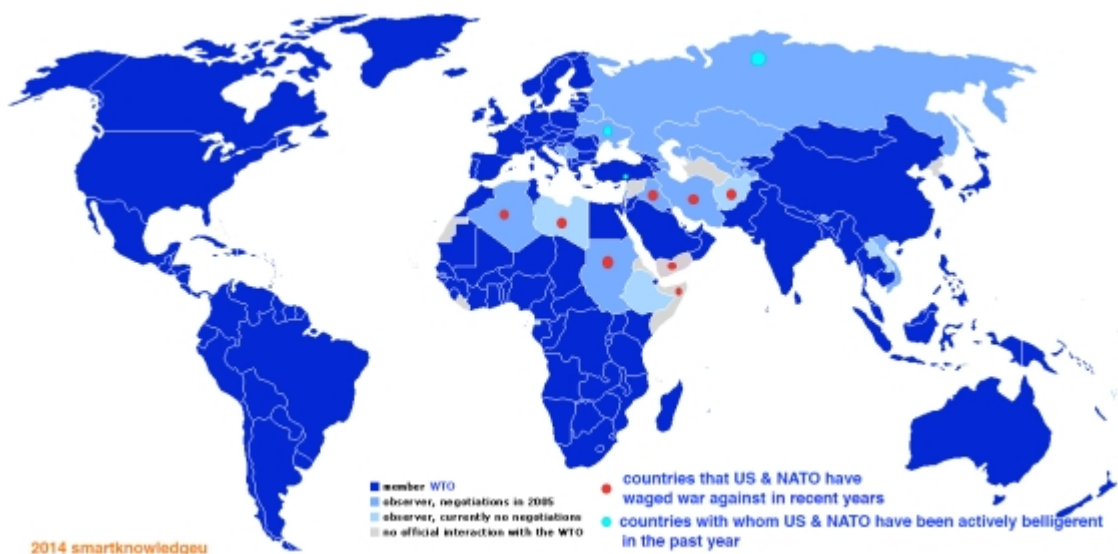 member WTO
observer, negotiations in 2005
observer, currently no negotiations
no official interaction with the WTO
countries that US & NATO have
waged war against in recent years
countries with whom US & NATO have been actively belligerent
in the past year
2014 smartknowledgeu